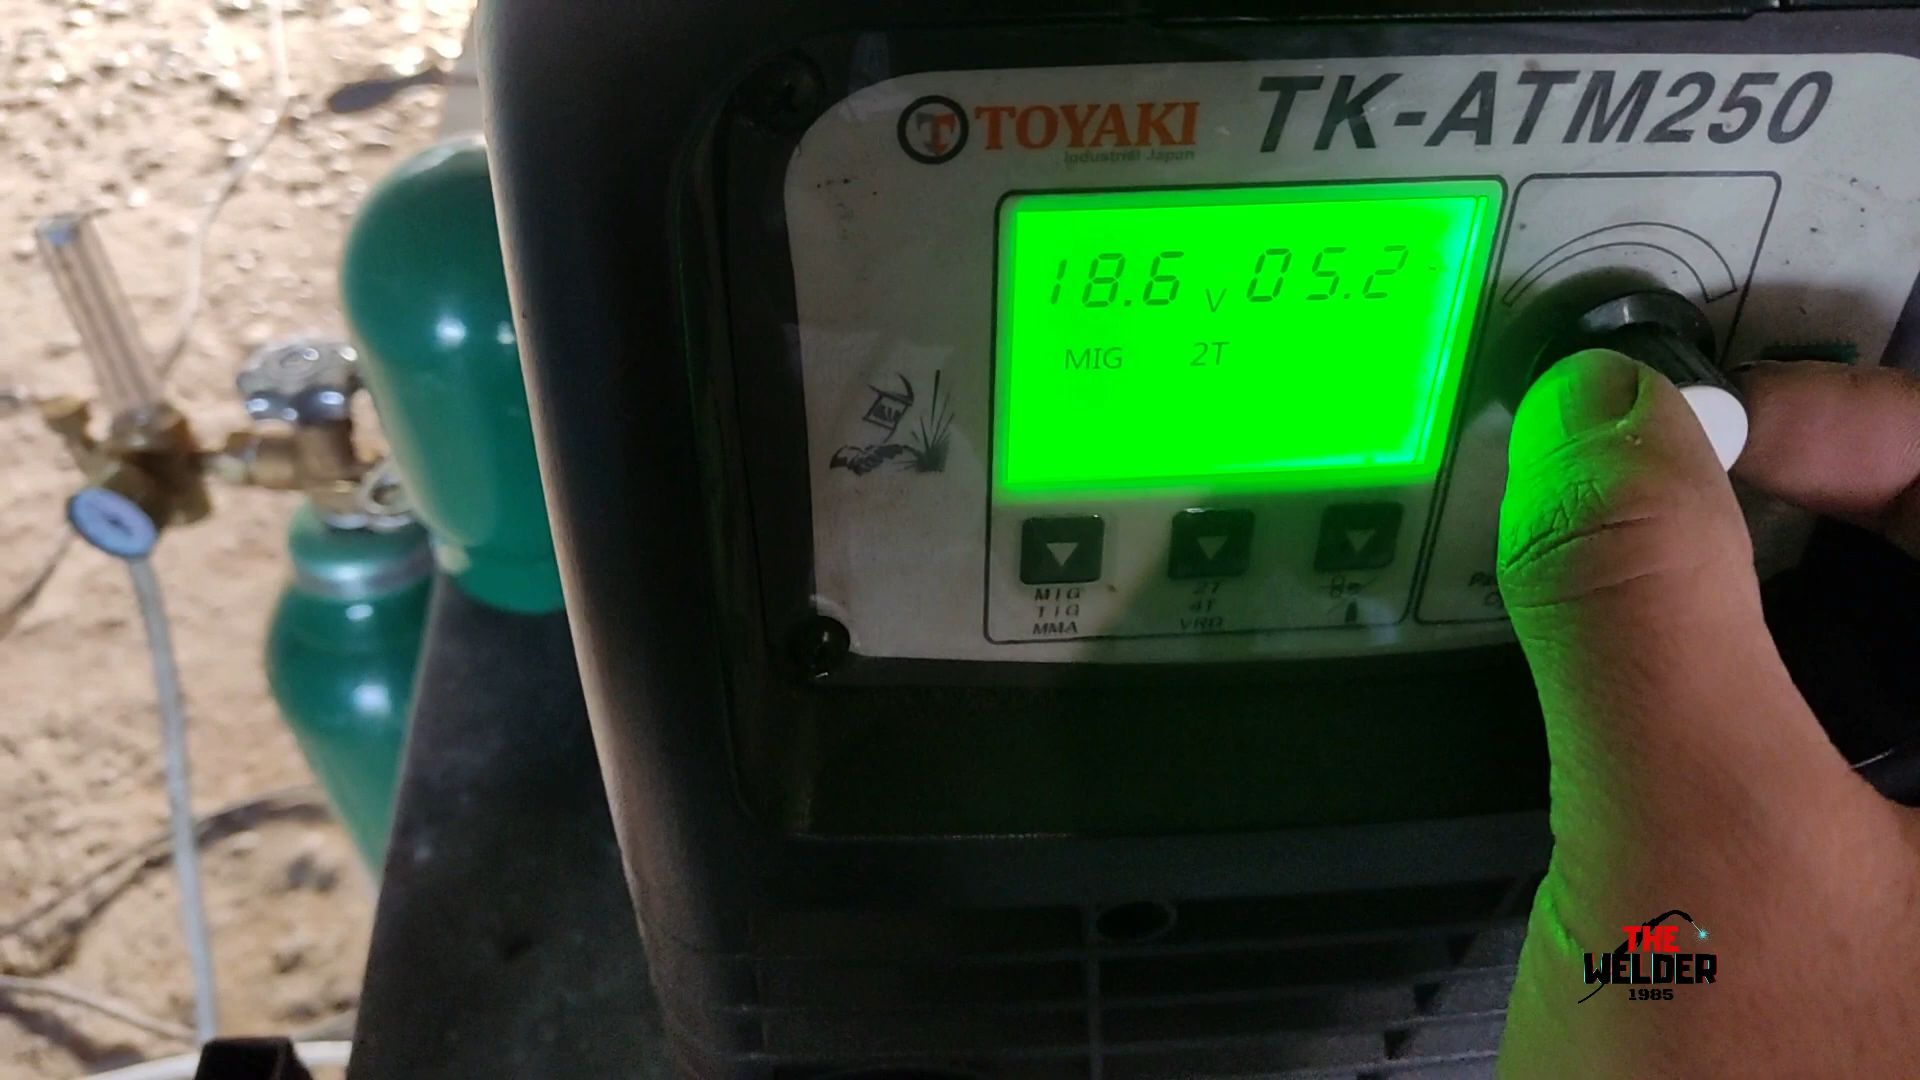 TOYAKI
Industrial Japan
TK-ATM250
18.6 V 05.2
MIG 2T
MIG
TIG
MMA
2T
4T
VRD
THE
WELDER
1985